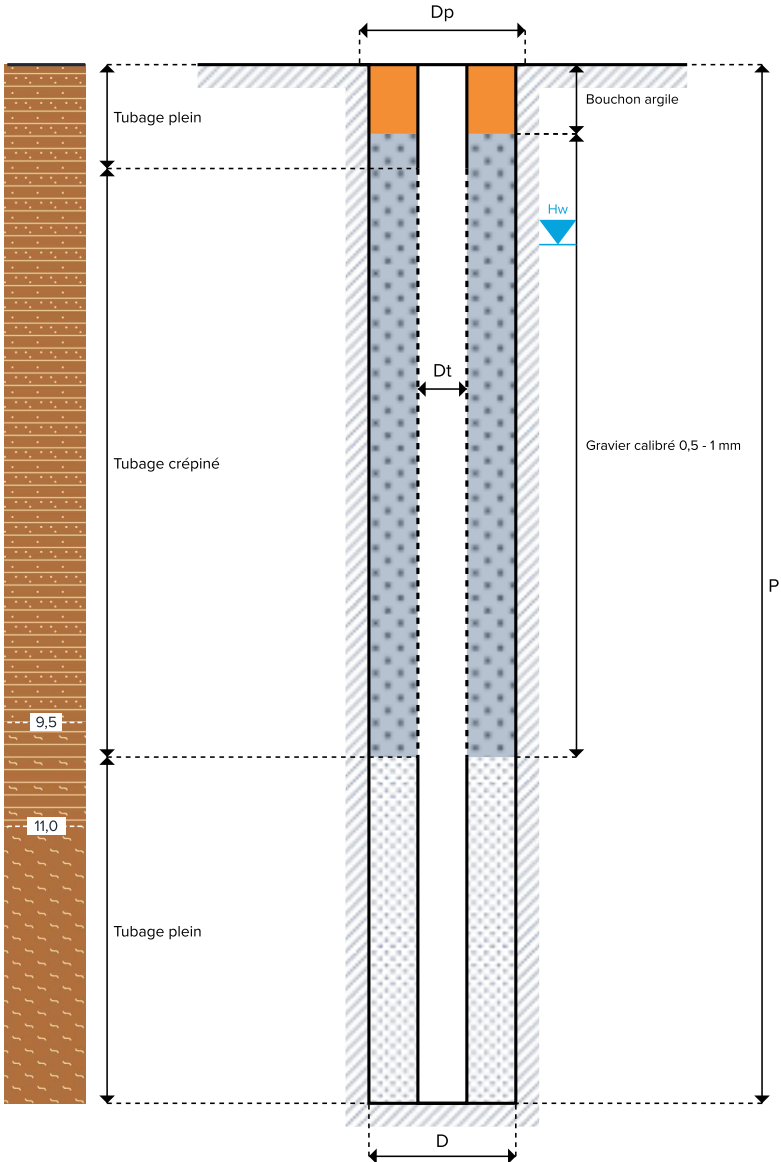 Dp
Bouchon argile
Tubage plein
Hw
Dt
Gravier calibré 0,5 - 1 mm
Tubage crépiné
P
9,5
11,0
Tubage plein
D